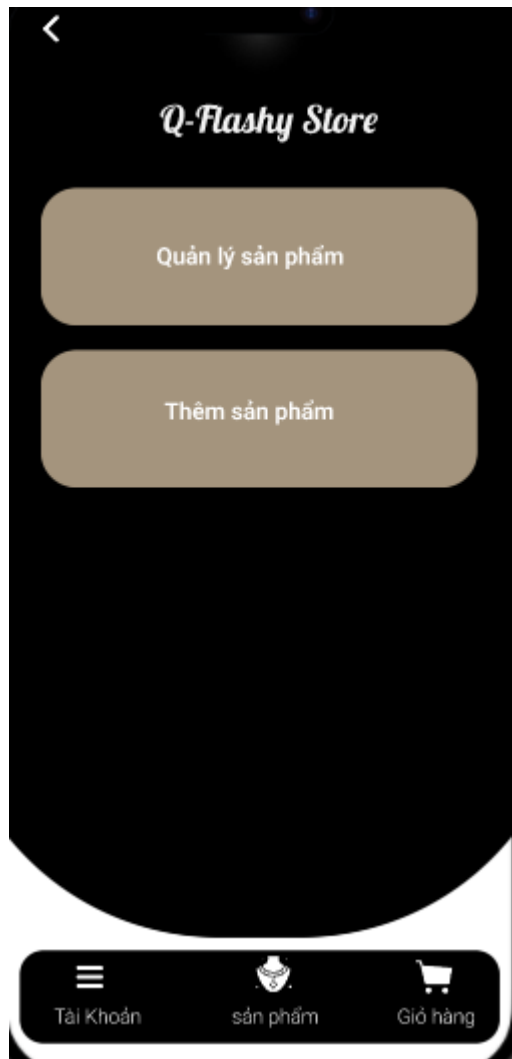 Q-Flashy Store
Quản lý sản phẩm
Thêm sản phẩm
Tài Khoản
sản phẩm
Giỏ hàng